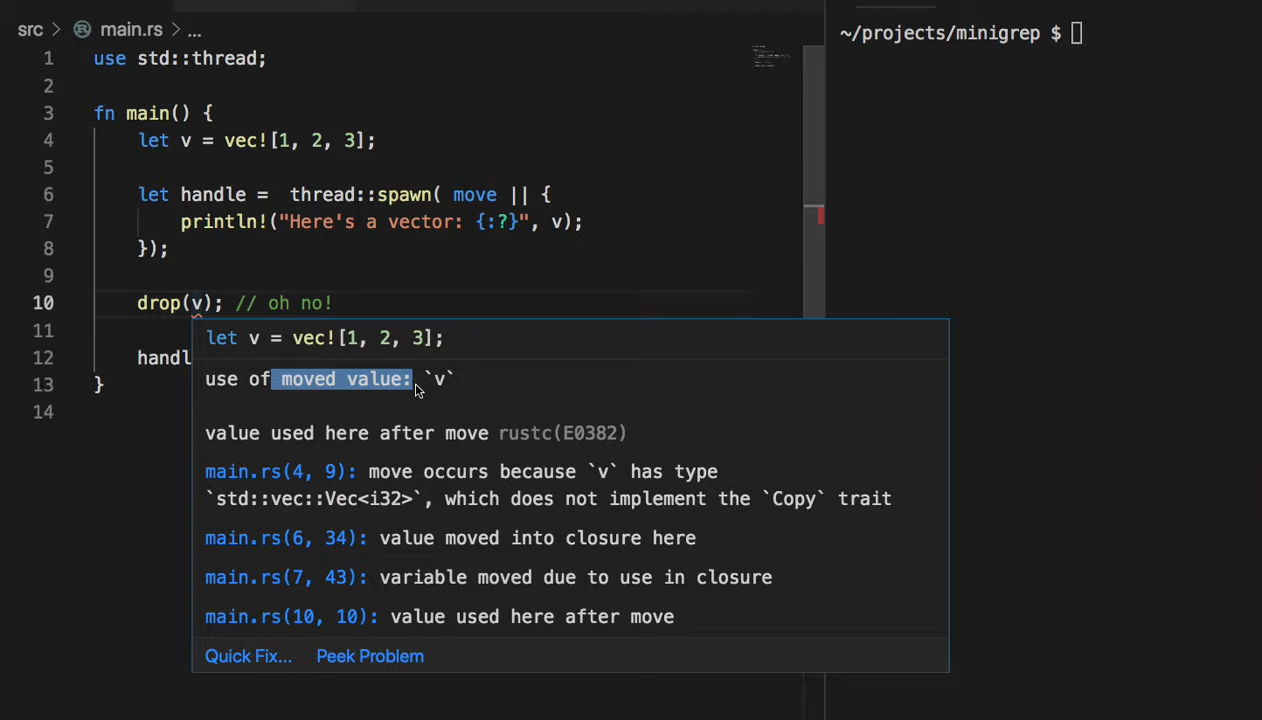 src > main.rs > ...
~/projects/minigrep $
1 use std::thread;
2
3 fn main() {
4 let v = vec![1, 2, 3];
5
6 let handle =  thread::spawn( move || {
7 println!("Here's a vector: {:?}", v);
8 });
9
10 drop(v); // oh no!
11
12 handl
13 }
14
let v = vec![1, 2, 3];
use of moved value: `v`
value used here after move rustc(E0382)
main.rs(4, 9): move occurs because `v` has type
`std::vec::Vec<i32>`, which does not implement the `Copy` trait
main.rs(6, 34): value moved into closure here
main.rs(7, 43): variable moved due to use in closure
main.rs(10, 10): value used here after move
Quick Fix... Peek Problem